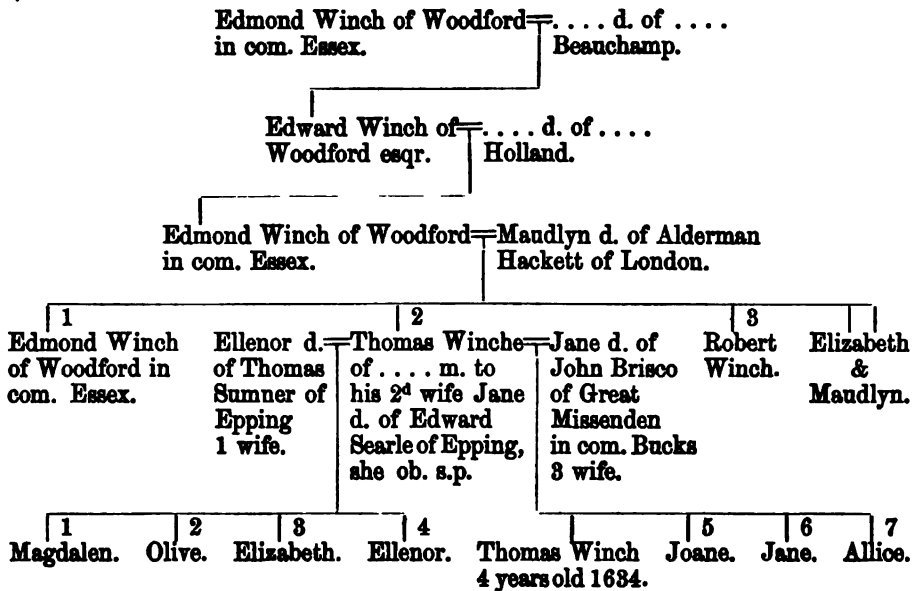 Edmond Winch of Woodford=. . . . d. of . . . .
in com. Essex.
Beauchamp.
Edward Winch of=. . . . d. of . . . .
Woodford esqr.
Holland.
Edmond Winch of Woodford=Maudlyn d. of Alderman
in com. Essex.
Hackett of London.
1
Edmond Winch
of Woodford in
com. Essex.
Ellenor d.=
of Thomas
Sumner of
Epping
1 wife.
2
Thomas Winche=
of . . . . m. to
his 2ᵈ wife Jane
d. of Edward
Searle of Epping,
she ob. s.p.
Jane d. of
John Brisco
of Great
Missenden
in com. Bucks
3 wife.
3
Robert
Winch.
Elizabeth
&
Maudlyn.
1
Magdalen.
2
Olive.
3
Elizabeth.
4
Ellenor.
Thomas Winch
4 years old 1634.
5
Joane.
6
Jane.
7
Allice.